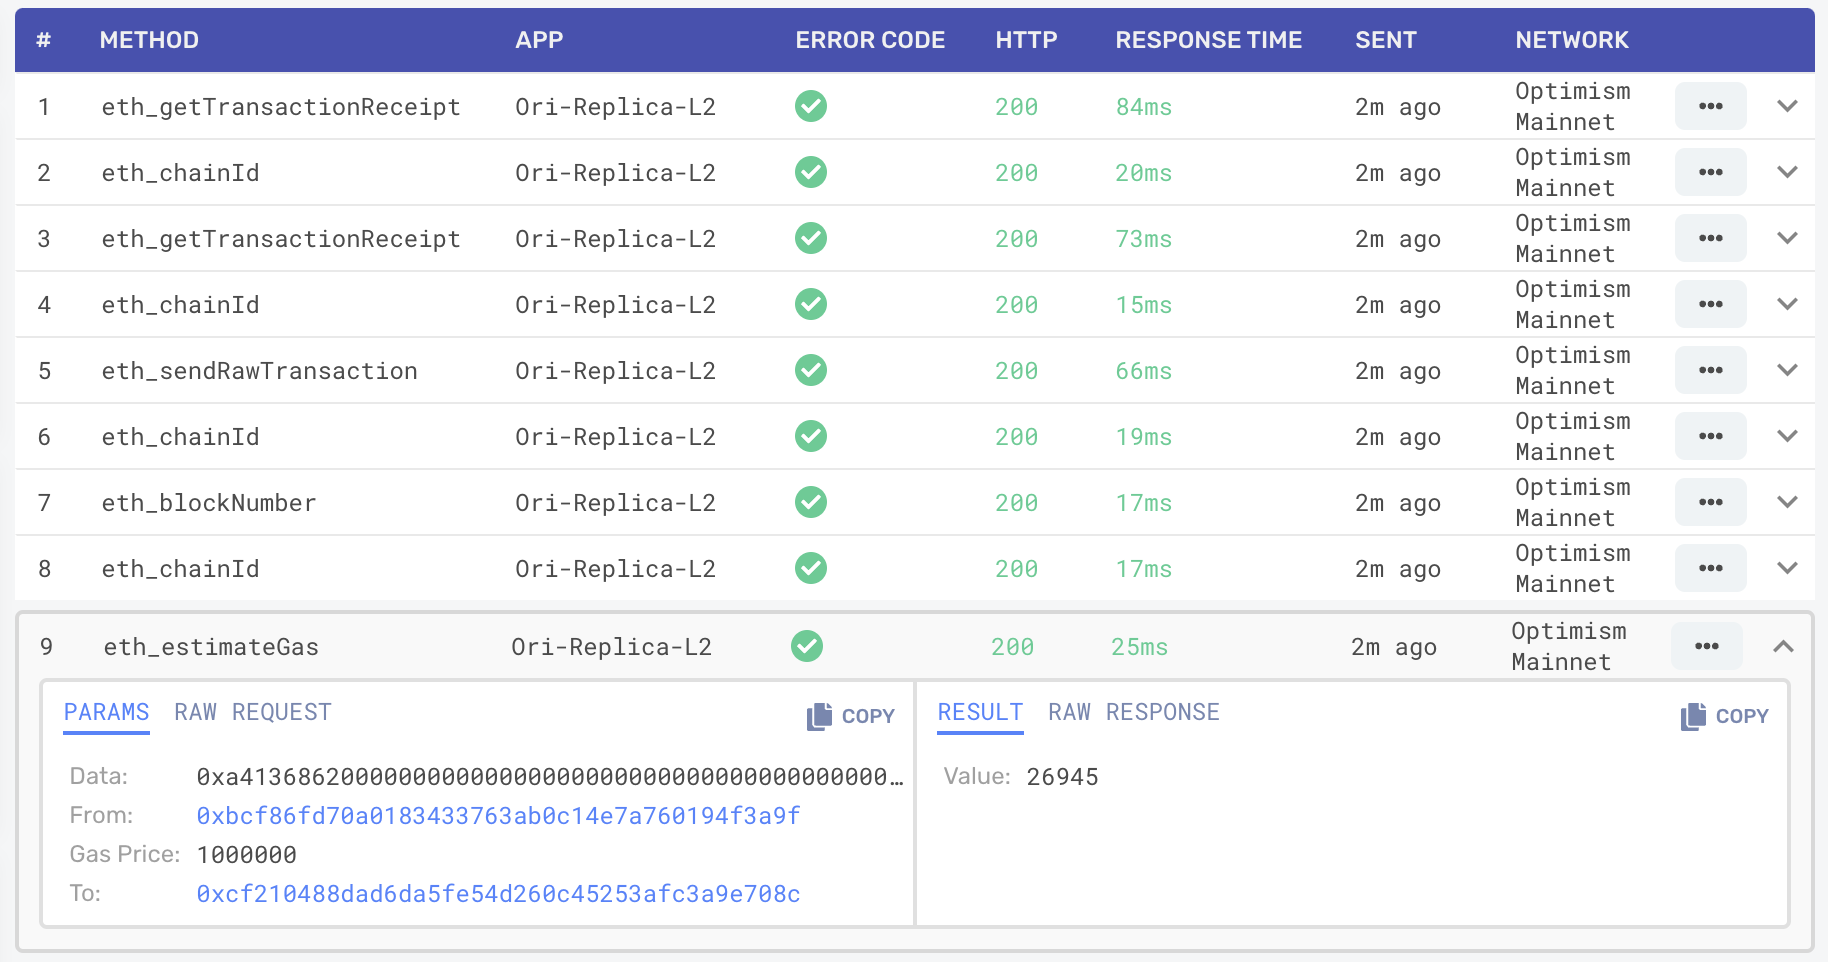 # METHOD APP ERROR CODE HTTP RESPONSE TIME SENT NETWORK
1 eth_getTransactionReceipt Ori-Replica-L2 200 84ms 2m ago Optimism Mainnet •••
2 eth_chainId Ori-Replica-L2 200 20ms 2m ago Optimism Mainnet •••
3 eth_getTransactionReceipt Ori-Replica-L2 200 73ms 2m ago Optimism Mainnet •••
4 eth_chainId Ori-Replica-L2 200 15ms 2m ago Optimism Mainnet •••
5 eth_sendRawTransaction Ori-Replica-L2 200 66ms 2m ago Optimism Mainnet •••
6 eth_chainId Ori-Replica-L2 200 19ms 2m ago Optimism Mainnet •••
7 eth_blockNumber Ori-Replica-L2 200 17ms 2m ago Optimism Mainnet •••
8 eth_chainId Ori-Replica-L2 200 17ms 2m ago Optimism Mainnet •••
9 eth_estimateGas Ori-Replica-L2 200 25ms 2m ago Optimism Mainnet •••
PARAMS RAW REQUEST COPY
Data: 0xa41368620000000000000000000000000000000000…
From: 0xbcf86fd70a0183433763ab0c14e7a760194f3a9f
Gas Price: 1000000
To: 0xcf210488dad6da5fe54d260c45253afc3a9e708c
RESULT RAW RESPONSE COPY
Value: 26945